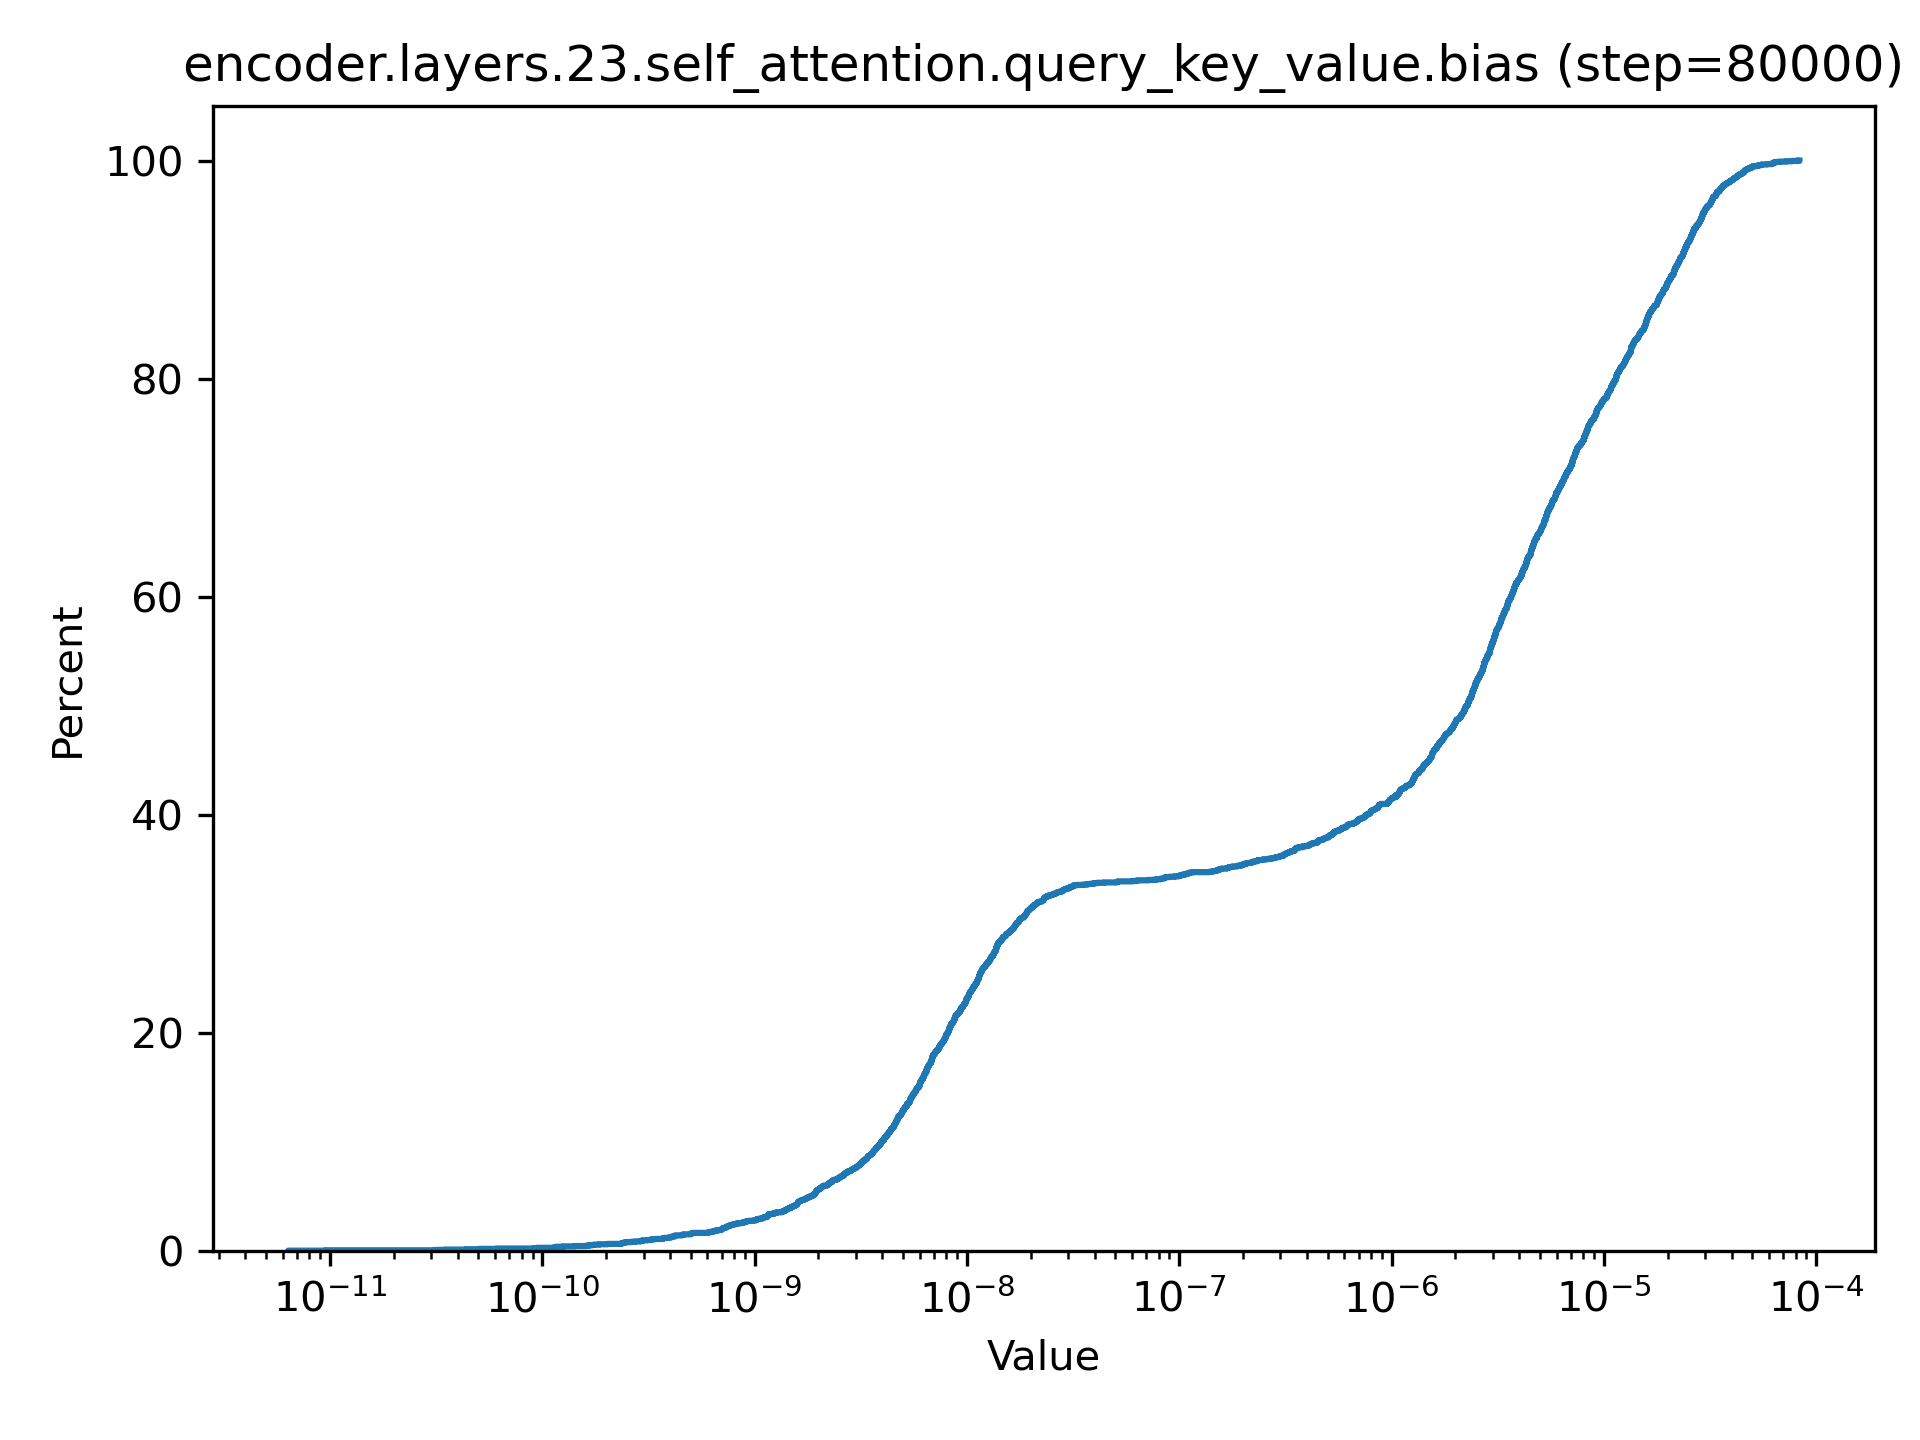 encoder.layers.23.self_attention.query_key_value.bias (step=80000)
100
80
60
40
20
0
Percent
10⁻¹¹ 10⁻¹⁰ 10⁻⁹ 10⁻⁸ 10⁻⁷ 10⁻⁶ 10⁻⁵ 10⁻⁴
Value